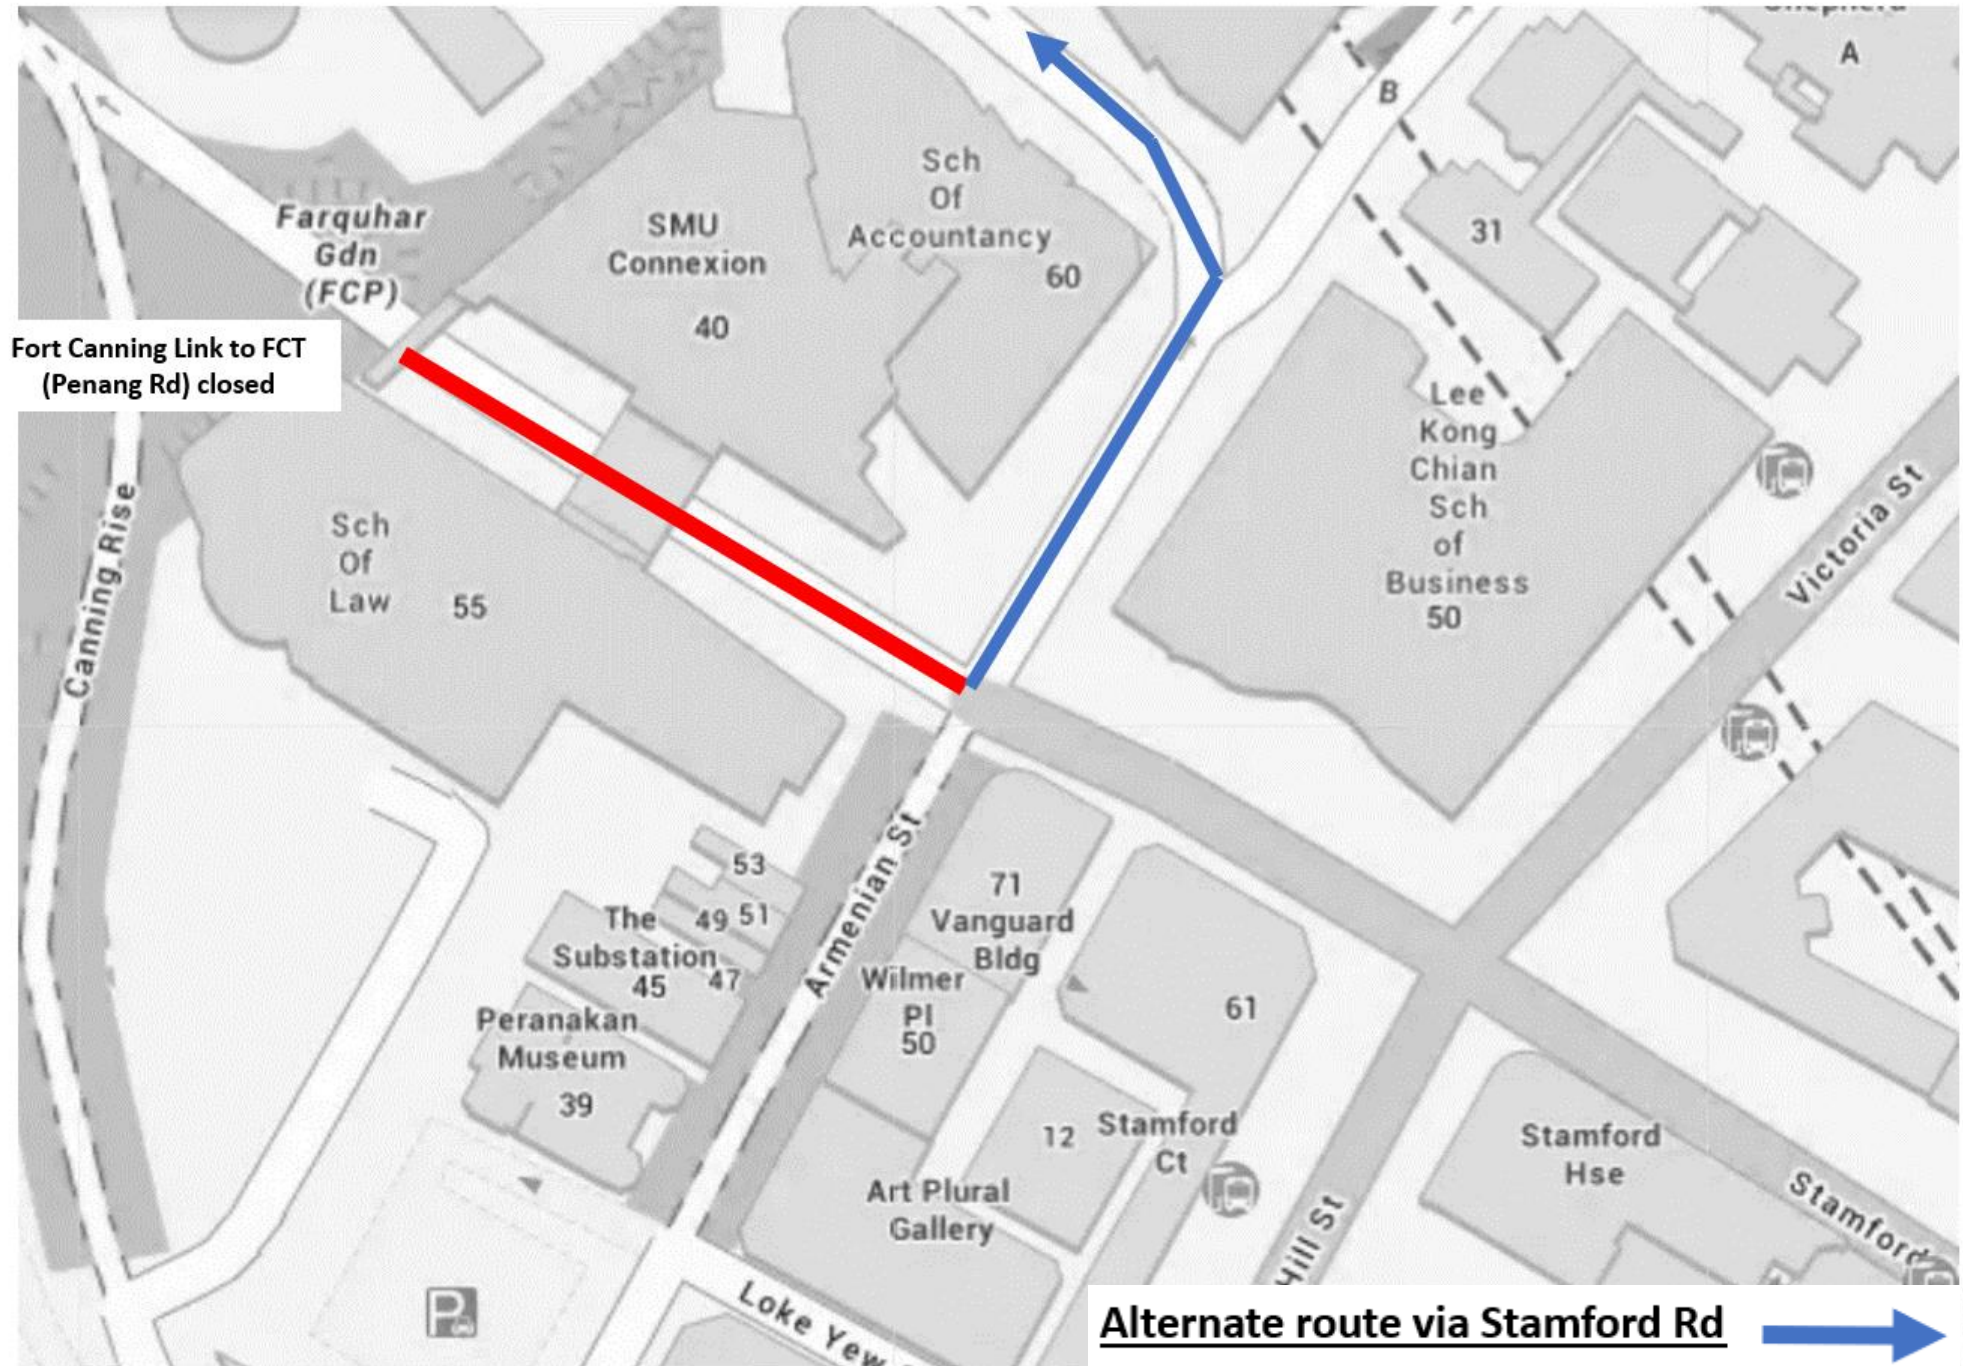 A
B
Sch
Of
Accountancy
60
SMU
Connexion
40
Farquhar
Gdn
(FCP)
31
Fort Canning Link to FCT
(Penang Rd) closed
Lee
Kong
Chian
Sch
of
Business
50
Victoria St
Canning Rise
Sch
Of
Law 55
53
49 51
The
Substation
45 47
Armenian St
71
Vanguard
Bldg
Wilmer
Pl
50
61
Peranakan
Museum
39
12
Stamford
Ct
Art Plural
Gallery
Stamford
Hse
Stamford
Hill St
P
Loke Yew
Alternate route via Stamford Rd